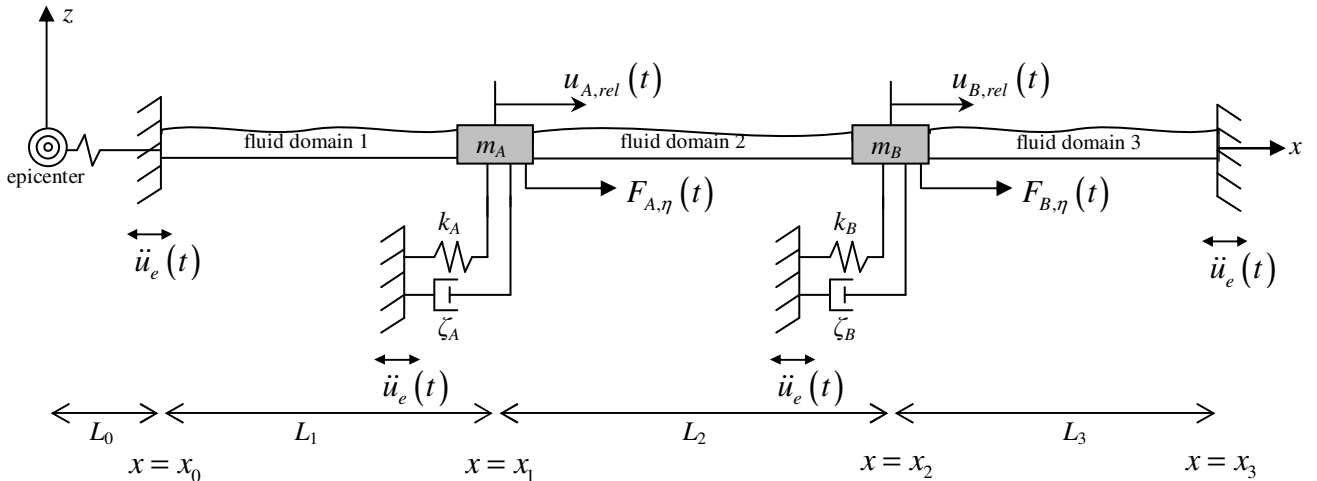 z
u_{A,rel}(t)
u_{B,rel}(t)
fluid domain 1
m_A
fluid domain 2
m_B
fluid domain 3
x
epicenter
F_{A,η}(t)
F_{B,η}(t)
k_A
k_B
ü_e(t)
ü_e(t)
ζ_A
ζ_B
ü_e(t)
ü_e(t)
L_0
L_1
L_2
L_3
x = x_0
x = x_1
x = x_2
x = x_3